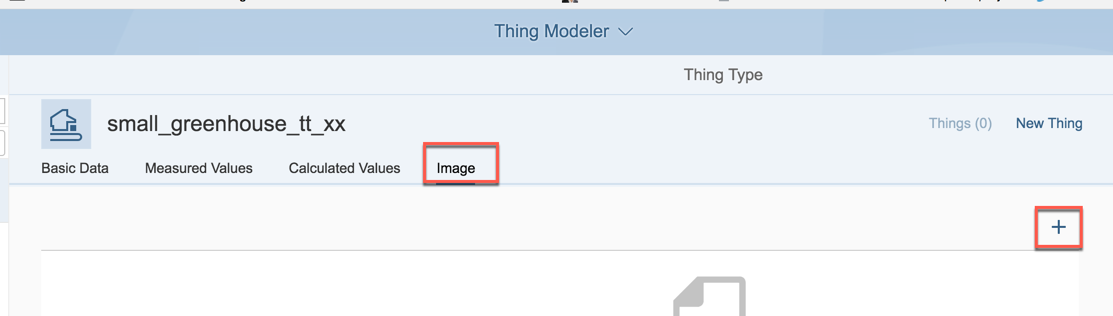 Thing Modeler
Thing Type
small_greenhouse_tt_xx
Things (0) New Thing
Basic Data Measured Values Calculated Values Image